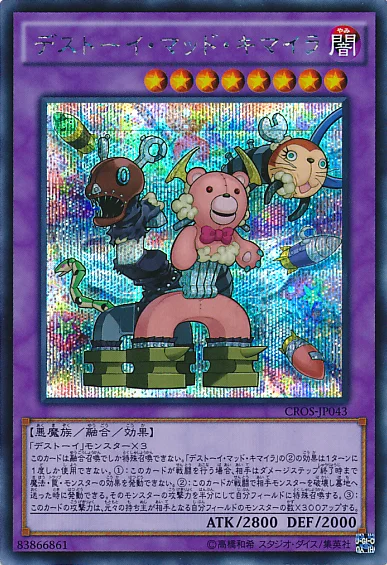 デストーイ・マッド・キマイラ
闇
CROS-JP043
【悪魔族/融合/効果】
「デストーイ」モンスター×3
このカードは融合召喚でしか特殊召喚できない。「デストーイ・マッド・キマイラ」の②の効果は1ターンに
1度しか使用できない。①:このカードが戦闘を行う場合、相手はダメージステップ終了時まで
魔法・罠・モンスターの効果を発動できない。②:このカードが戦闘で相手モンスターを破壊し墓地へ
送った時に発動できる。そのモンスターの攻撃力を半分にして自分フィールドに特殊召喚する。③:
このカードの攻撃力は、元々の持ち主が相手となる自分フィールドのモンスターの数×300アップする。
ATK/2800 DEF/2000
83866861
©高橋和希 スタジオ・ダイス/集英社